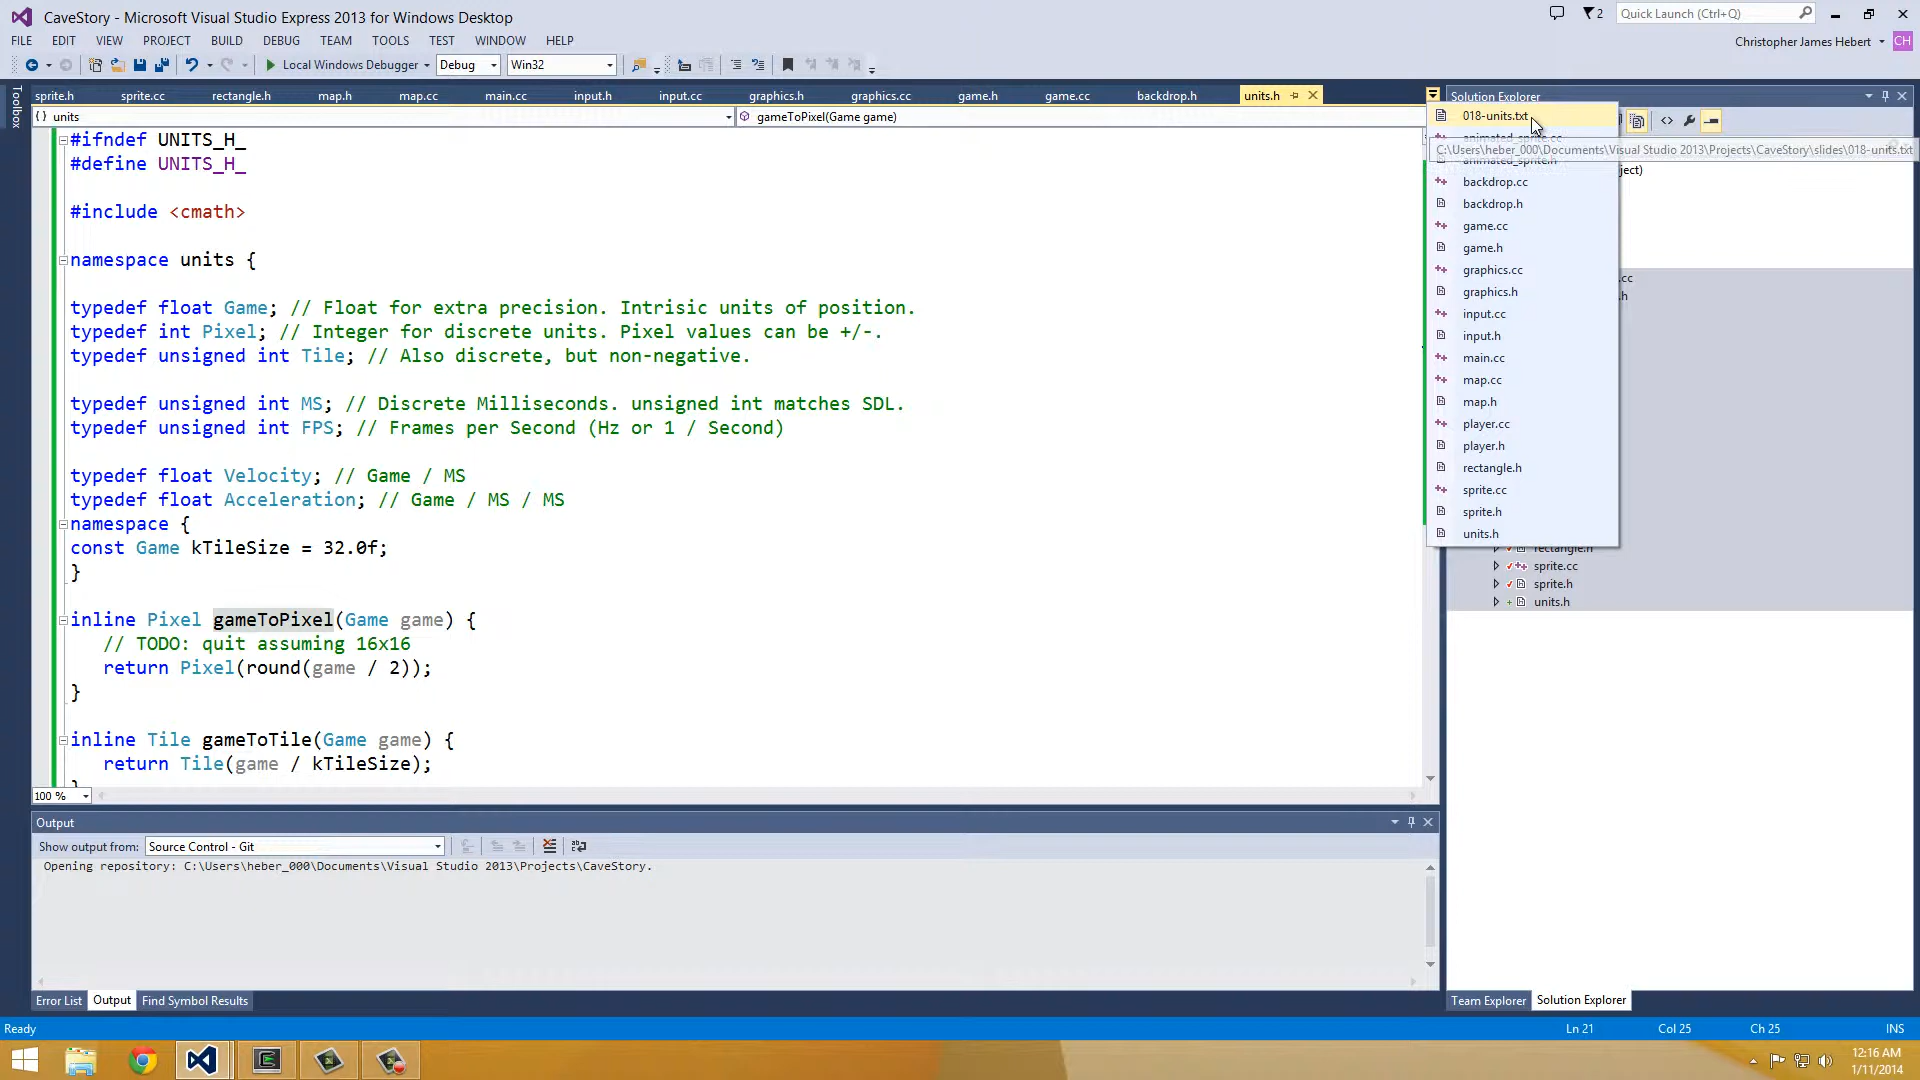 CaveStory - Microsoft Visual Studio Express 2013 for Windows Desktop
2
Quick Launch (Ctrl+Q)
FILE EDIT VIEW PROJECT BUILD DEBUG TEAM TOOLS TEST WINDOW HELP
Christopher James Hebert CH
Local Windows Debugger Debug Win32
Toolbox
sprite.h sprite.cc rectangle.h map.h map.cc main.cc input.h input.cc graphics.h graphics.cc game.h game.cc backdrop.h units.h
{ } units
gameToPixel(Game game)
#ifndef UNITS_H_
#define UNITS_H_
#include <cmath>
namespace units {
typedef float Game; // Float for extra precision. Intrisic units of position.
typedef int Pixel; // Integer for discrete units. Pixel values can be +/-.
typedef unsigned int Tile; // Also discrete, but non-negative.
typedef unsigned int MS; // Discrete Milliseconds. unsigned int matches SDL.
typedef unsigned int FPS; // Frames per Second (Hz or 1 / Second)
typedef float Velocity; // Game / MS
typedef float Acceleration; // Game / MS / MS
namespace {
const Game kTileSize = 32.0f;
}
inline Pixel gameToPixel(Game game) {
// TODO: quit assuming 16x16
return Pixel(round(game / 2));
}
inline Tile gameToTile(Game game) {
return Tile(game / kTileSize);
100 %
Solution Explorer
018-units.txt
animated_sprite.cc
C:\Users\heber_000\Documents\Visual Studio 2013\Projects\CaveStory\slides\018-units.txt
animated_sprite.h
backdrop.cc
backdrop.h
game.cc
game.h
graphics.cc
graphics.h
input.cc
input.h
main.cc
map.cc
map.h
player.cc
player.h
rectangle.h
sprite.cc
sprite.h
units.h
ject)
.cc
.h
rectangle.h
sprite.cc
sprite.h
units.h
Output
Show output from: Source Control - Git
Opening repository: C:\Users\heber_000\Documents\Visual Studio 2013\Projects\CaveStory.
Error List Output Find Symbol Results
Team Explorer Solution Explorer
Ready
Ln 21 Col 25 Ch 25 INS
12:16 AM
1/11/2014